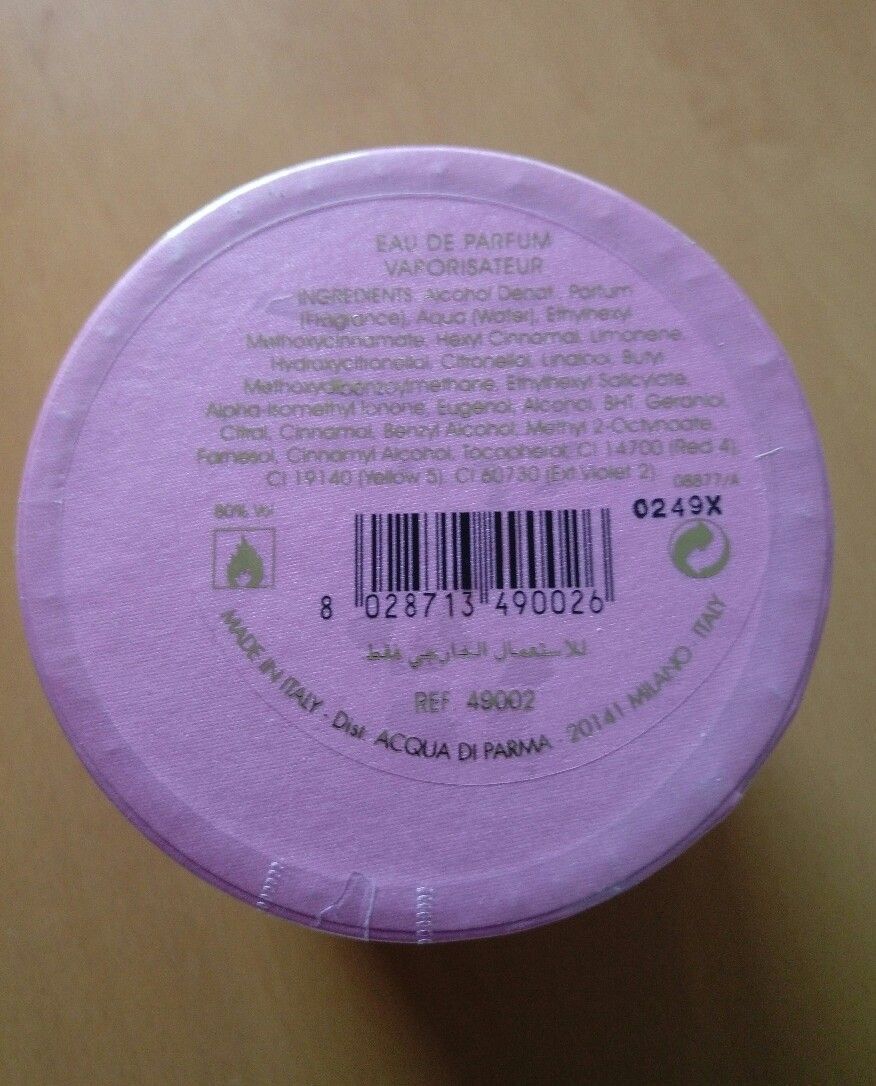 EAU DE PARFUM
VAPORISATEUR
INGREDIENTS: Alcohol Denat., Parfum
(Fragrance), Aqua (Water), Ethylhexyl
Methoxycinnamate, Hexyl Cinnamal, Limonene,
Hydroxycitronellal, Citronellol, Linalool, Butyl
Methoxydibenzoylmethane, Ethylhexyl Salicylate,
Alpha-Isomethyl Ionone, Eugenol, Alcohol, BHT, Geraniol,
Citral, Cinnamal, Benzyl Alcohol, Methyl 2-Octynoate,
Farnesol, Cinnamyl Alcohol, Tocopherol, CI 14700 (Red 4),
CI 19140 (Yellow 5), CI 60730 (Ext Violet 2)
08877/A
80% Vol
0249X
8 028713 490026
للاستعمال الخارجي فقط
REF. 49002
MADE IN ITALY - Dist. ACQUA DI PARMA - 20141 MILANO - ITALY